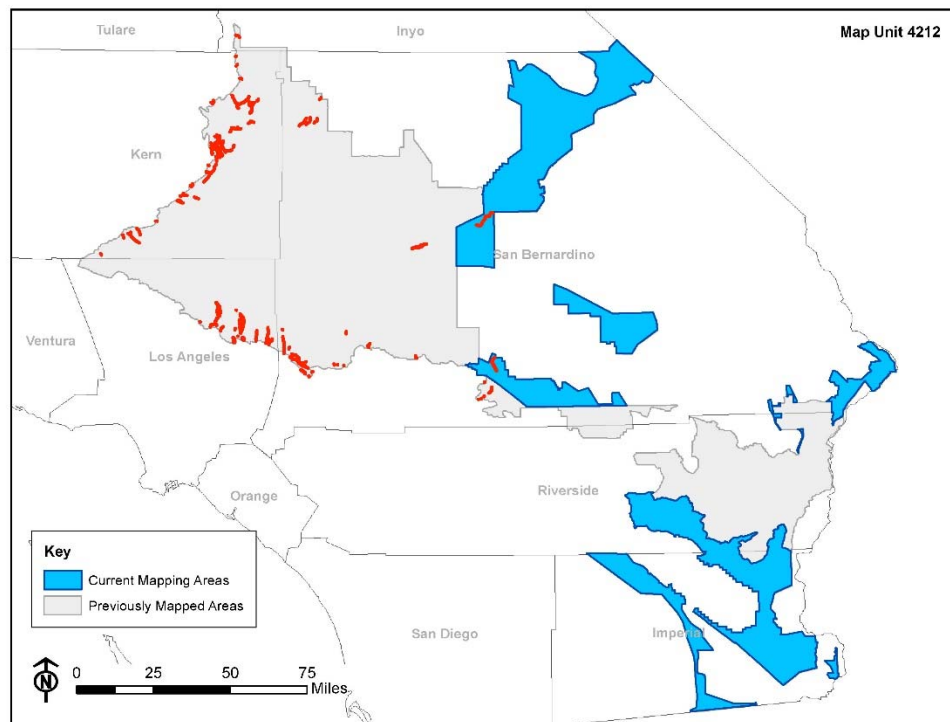 Tulare
Inyo
Map Unit 4212
Kern
San Bernardino
Ventura
Los Angeles
Orange
Riverside
Key
Current Mapping Areas
Previously Mapped Areas
San Diego
Imperial
N
0 25 50 75
Miles